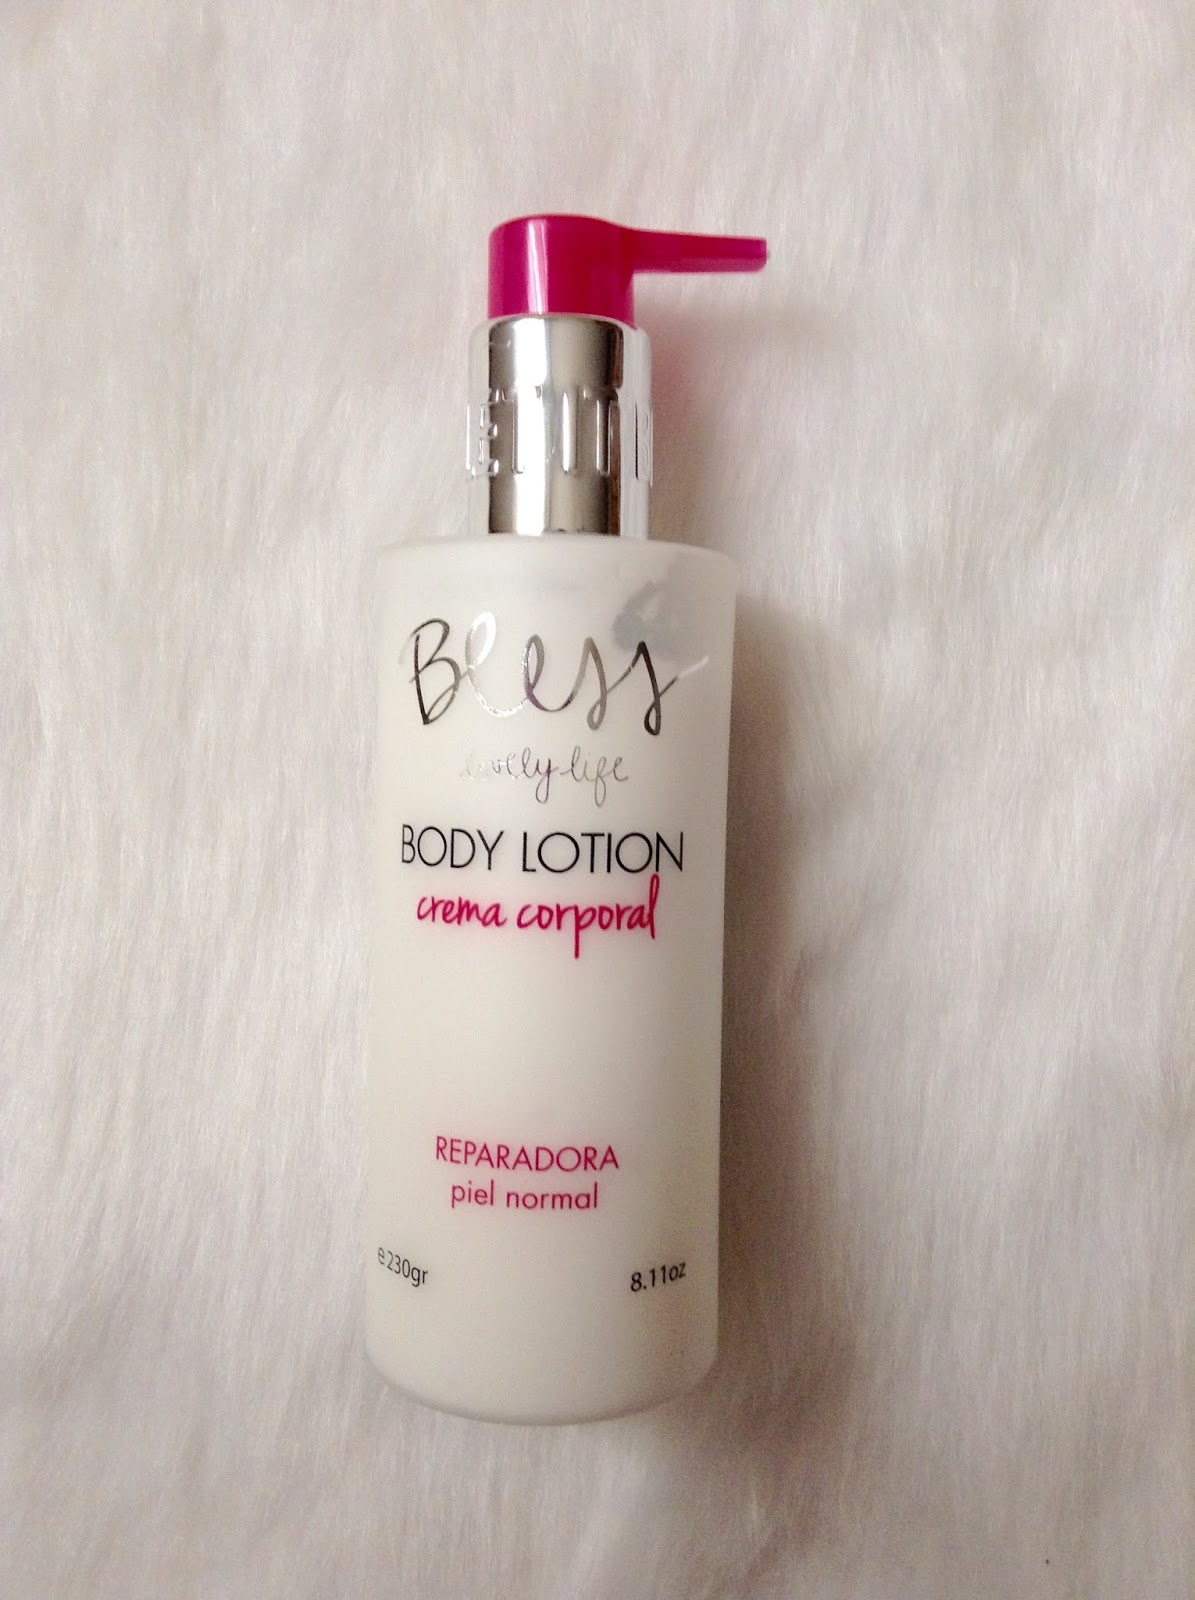 Bless
lovely life
BODY LOTION
crema corporal
REPARADORA
piel normal
e 230gr
8.11oz